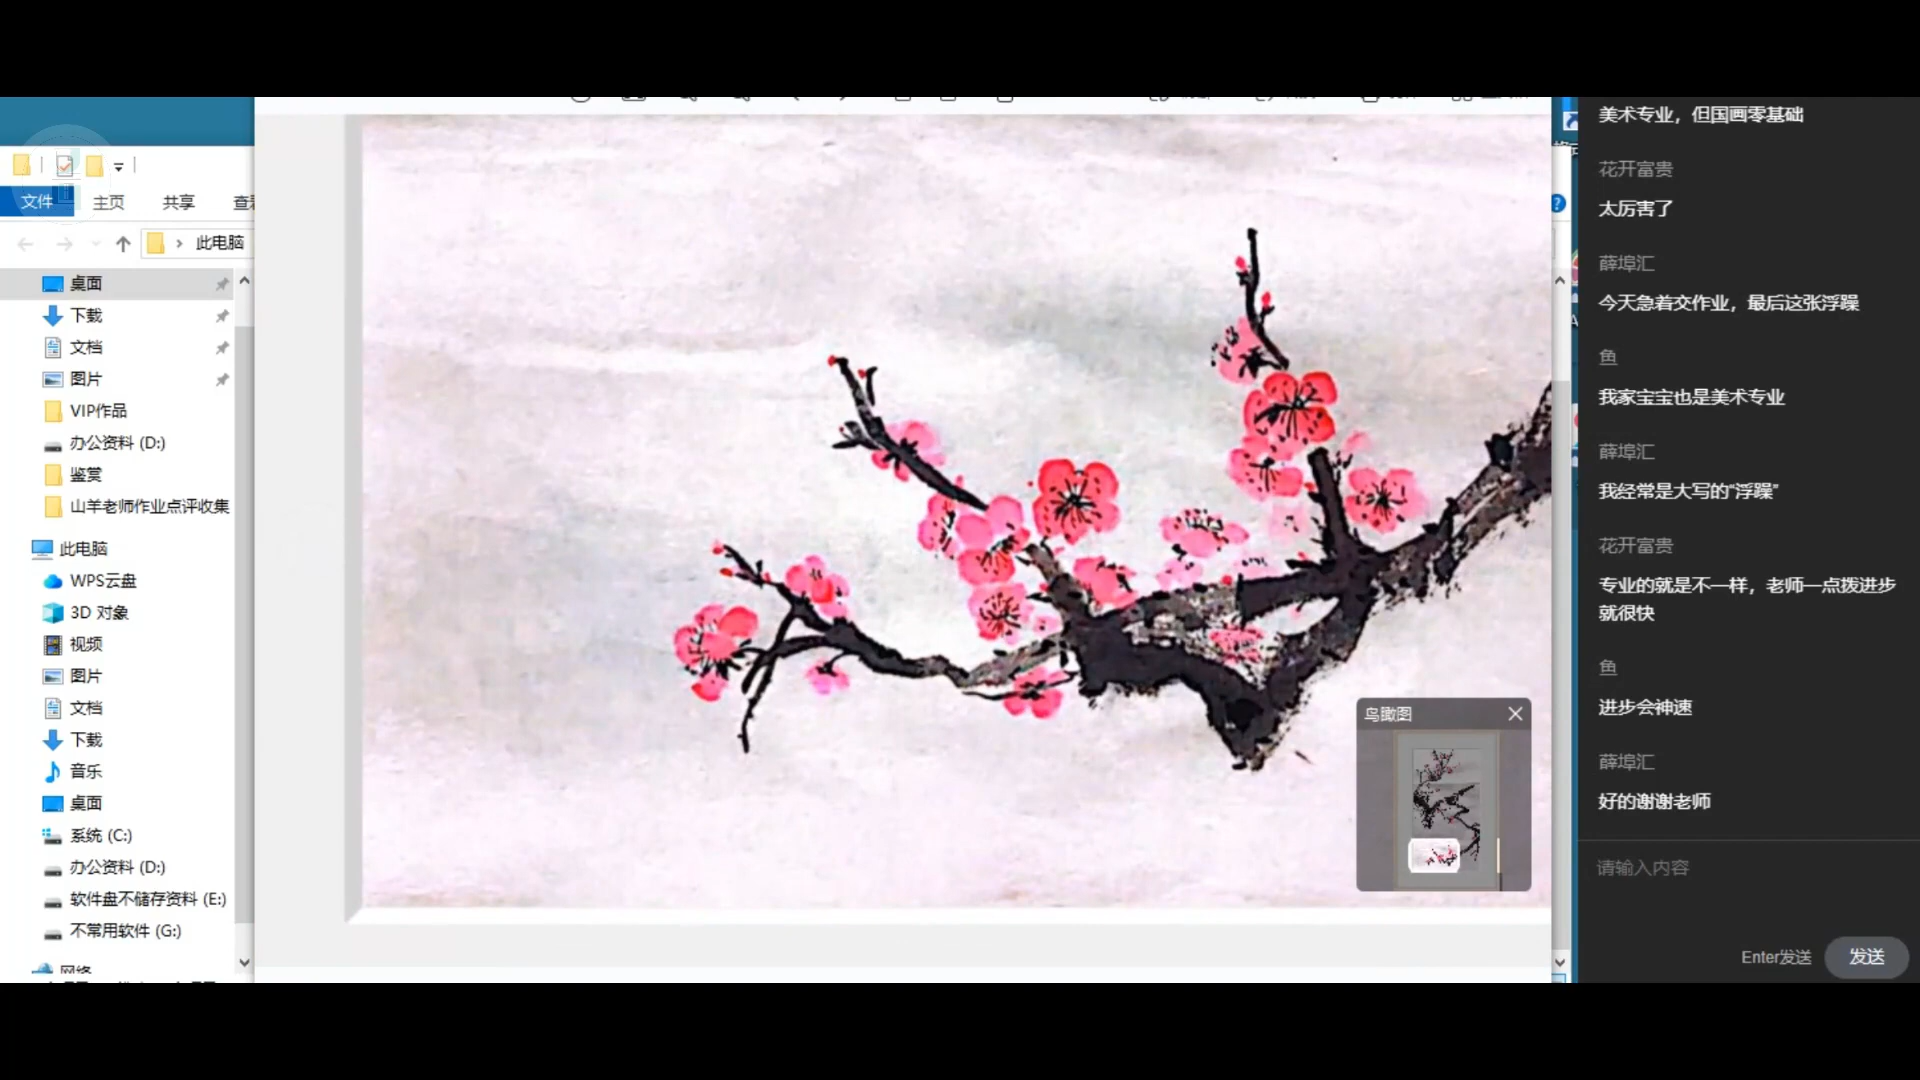 文件
主页
共享
此电脑
桌面
下载
文档
图片
VIP作品
办公资料 (D:)
鉴赏
山羊老师作业点评收集
此电脑
WPS云盘
3D 对象
视频
图片
文档
下载
音乐
桌面
系统 (C:)
办公资料 (D:)
软件盘不储存资料 (E:)
不常用软件 (G:)
网络
鸟瞰图
美术专业，但国画零基础
花开富贵
太厉害了
薛埠汇
今天急着交作业，最后这张浮躁
鱼
我家宝宝也是美术专业
薛埠汇
我经常是大写的“浮躁”
花开富贵
专业的就是不一样，老师一点拨进步
就很快
鱼
进步会神速
薛埠汇
好的谢谢老师
请输入内容
Enter发送
发送